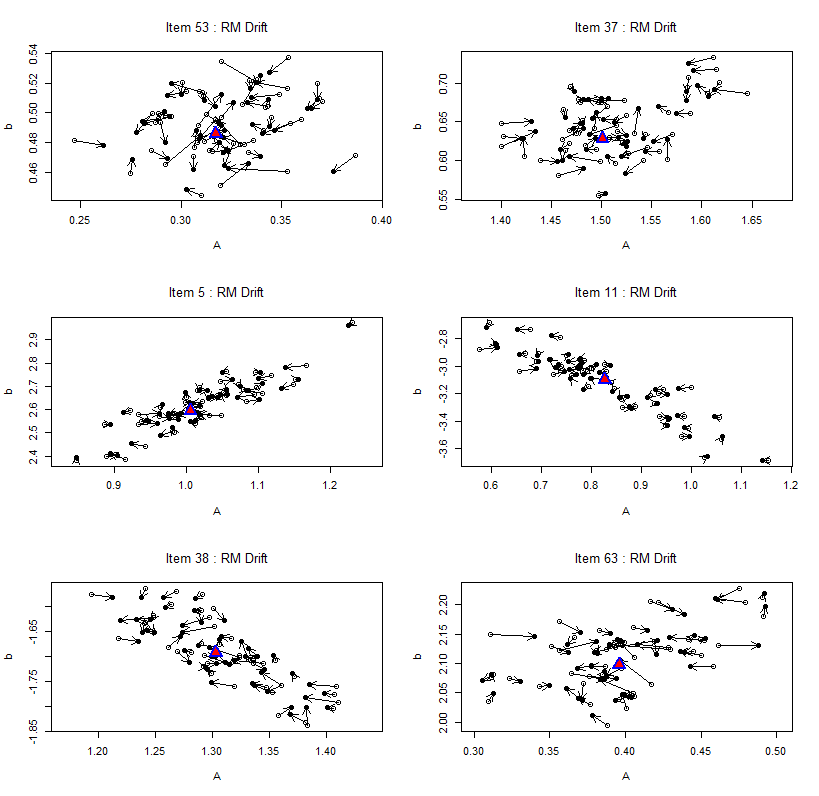 Item 53 : RM Drift
Item 37 : RM Drift
b
0.46 0.48 0.50 0.52 0.54
0.25 0.30 0.35 0.40
A
b
0.55 0.60 0.65 0.70
1.40 1.45 1.50 1.55 1.60 1.65
A
Item 5 : RM Drift
Item 11 : RM Drift
b
2.4 2.5 2.6 2.7 2.8 2.9
0.9 1.0 1.1 1.2
A
b
-3.6 -3.4 -3.2 -3.0 -2.8
0.6 0.7 0.8 0.9 1.0 1.1 1.2
A
Item 38 : RM Drift
Item 63 : RM Drift
b
-1.85 -1.75 -1.65
1.20 1.25 1.30 1.35 1.40
A
b
2.00 2.05 2.10 2.15 2.20
0.30 0.35 0.40 0.45 0.50
A